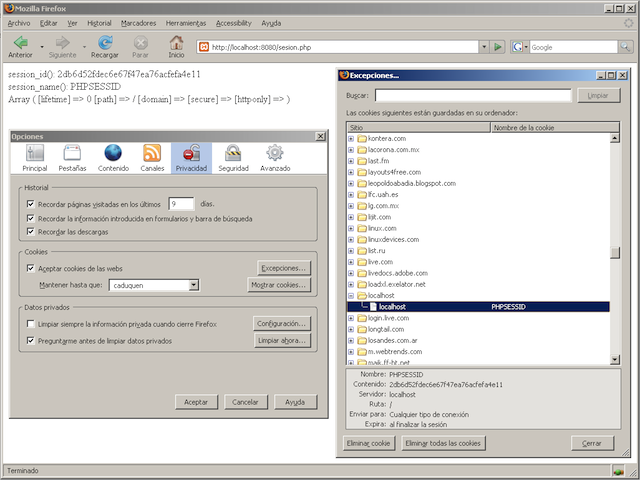 Mozilla Firefox
Archivo Editar Ver Historial Marcadores Herramientas Accessibility Ayuda
Anterior Siguiente Recargar Parar Inicio http://localhost:8080/sesion.php Google
session_id(): 2db6d52fdec6e67f47ea76acfefa4e11
session_name(): PHPSESSID
Array ( [lifetime] => 0 [path] => / [domain] => [secure] => [httponly] => )
Opciones
Principal Pestañas Contenido Canales Privacidad Seguridad Avanzado
Historial
Recordar páginas visitadas en los últimos 9 días.
Recordar la información introducida en formularios y barra de búsqueda
Recordar las descargas
Cookies
Aceptar cookies de las webs Excepciones...
Mantener hasta que: caduquen Mostrar cookies...
Datos privados
Limpiar siempre la información privada cuando cierre Firefox Configuración...
Preguntarme antes de limpiar datos privados Limpiar ahora...
Aceptar Cancelar Ayuda
Excepciones...
Buscar: Limpiar
Las cookies siguientes están guardadas en su ordenador:
Sitio Nombre de la cookie
kontera.com
lacorona.com.mx
last.fm
layouts4free.com
leopoldoabadia.blogspot.com
lfc.uah.es
lg.com.mx
lijit.com
linux.com
linuxdevices.com
list.ru
live.com
livedocs.adobe.com
loadxl.exelator.net
localhost
localhost PHPSESSID
login.live.com
longtail.com
losandes.com.ar
m.webtrends.com
majk.ff-ht.net
Nombre: PHPSESSID
Contenido: 2db6d52fdec6e67f47ea76acfefa4e11
Servidor: localhost
Ruta: /
Enviar para: Cualquier tipo de conexión
Expira: al finalizar la sesión
Eliminar cookie Eliminar todas las cookies Cerrar
Terminado